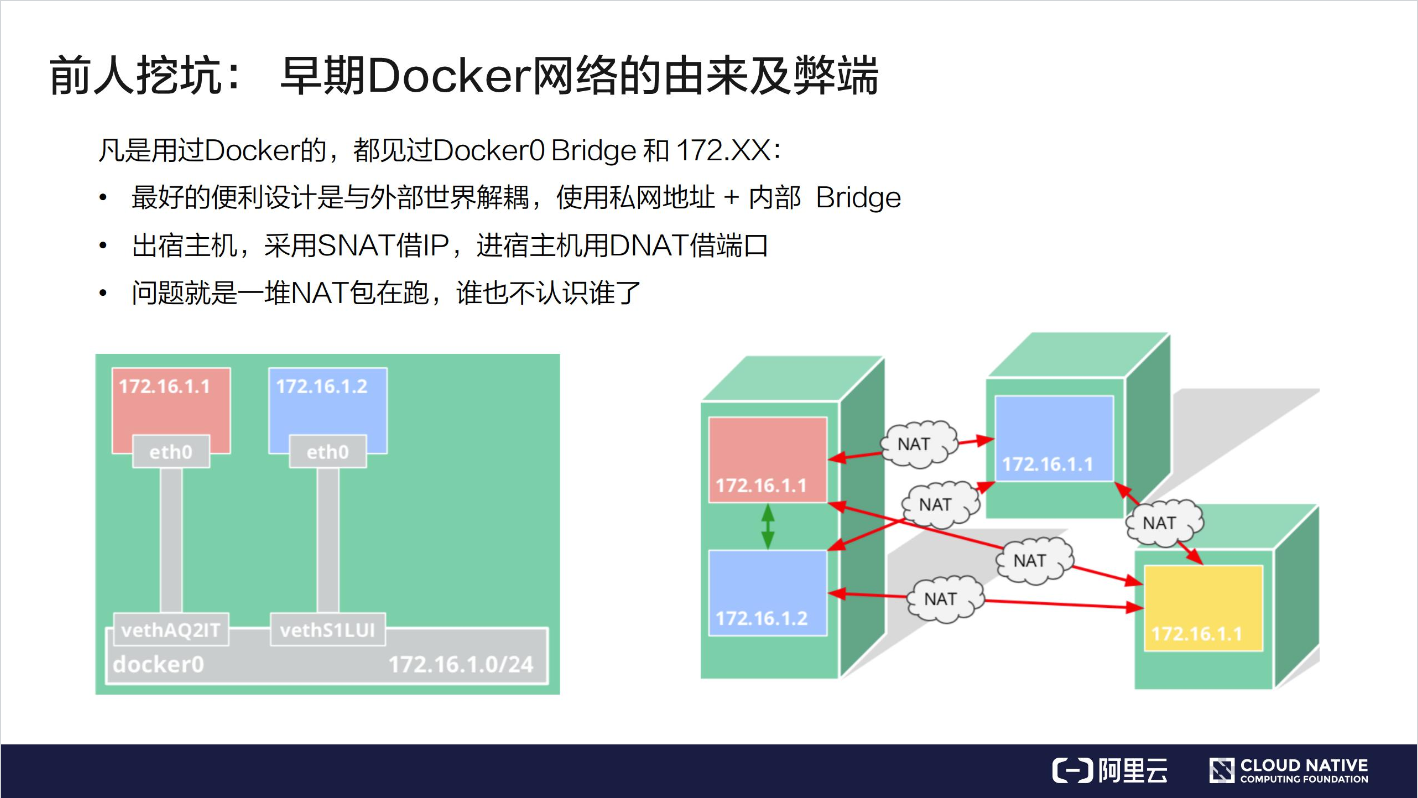 前人挖坑： 早期Docker网络的由来及弊端
凡是用过Docker的，都见过Docker0 Bridge 和 172.XX：
• 最好的便利设计是与外部世界解耦，使用私网地址 + 内部 Bridge
• 出宿主机，采用SNAT借IP，进宿主机用DNAT借端口
• 问题就是一堆NAT包在跑，谁也不认识谁了
172.16.1.1
172.16.1.2
eth0
eth0
vethAQ2IT
vethS1LUI
docker0
172.16.1.0/24
172.16.1.1
172.16.1.2
172.16.1.1
172.16.1.1
NAT
NAT
NAT
NAT
NAT
阿里云
CLOUD NATIVE
COMPUTING FOUNDATION